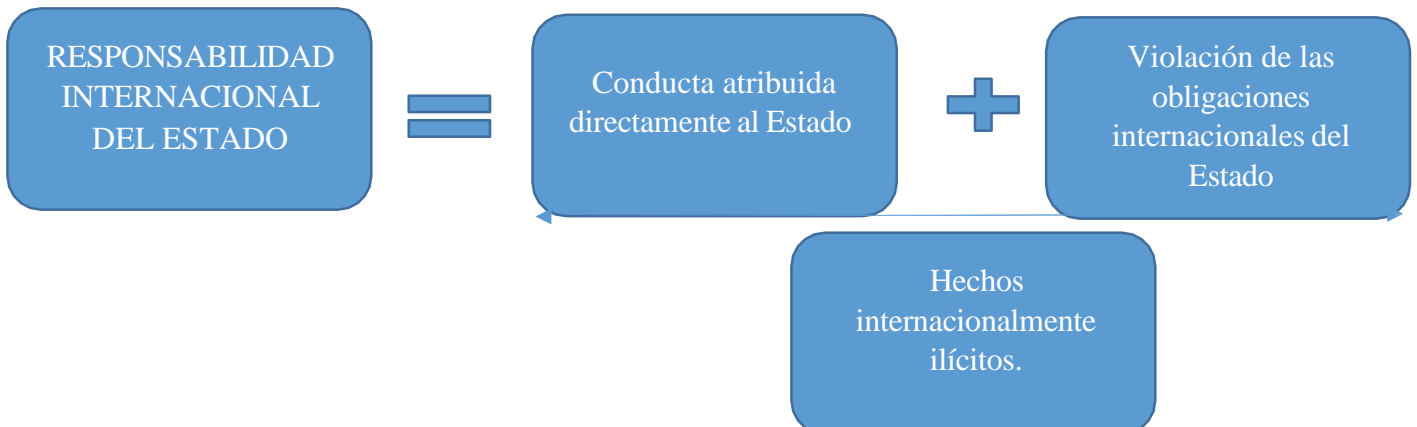 RESPONSABILIDAD
INTERNACIONAL
DEL ESTADO
Conducta atribuida
directamente al Estado
Violación de las
obligaciones
internacionales del
Estado
Hechos
internacionalmente
ilícitos.